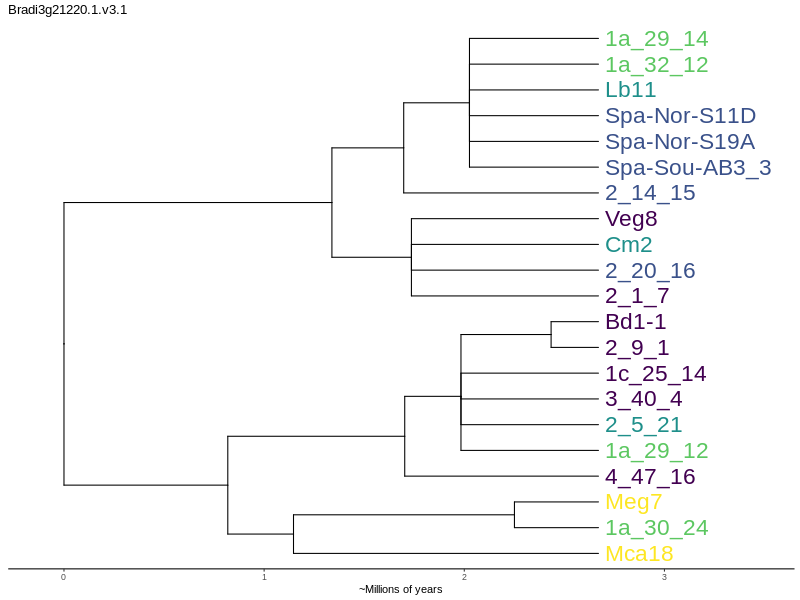 Bradi3g21220.1.v3.1
1a_29_14
1a_32_12
Lb11
Spa-Nor-S11D
Spa-Nor-S19A
Spa-Sou-AB3_3
2_14_15
Veg8
Cm2
2_20_16
2_1_7
Bd1-1
2_9_1
1c_25_14
3_40_4
2_5_21
1a_29_12
4_47_16
Meg7
1a_30_24
Mca18
0 1 2 3
~Millions of years